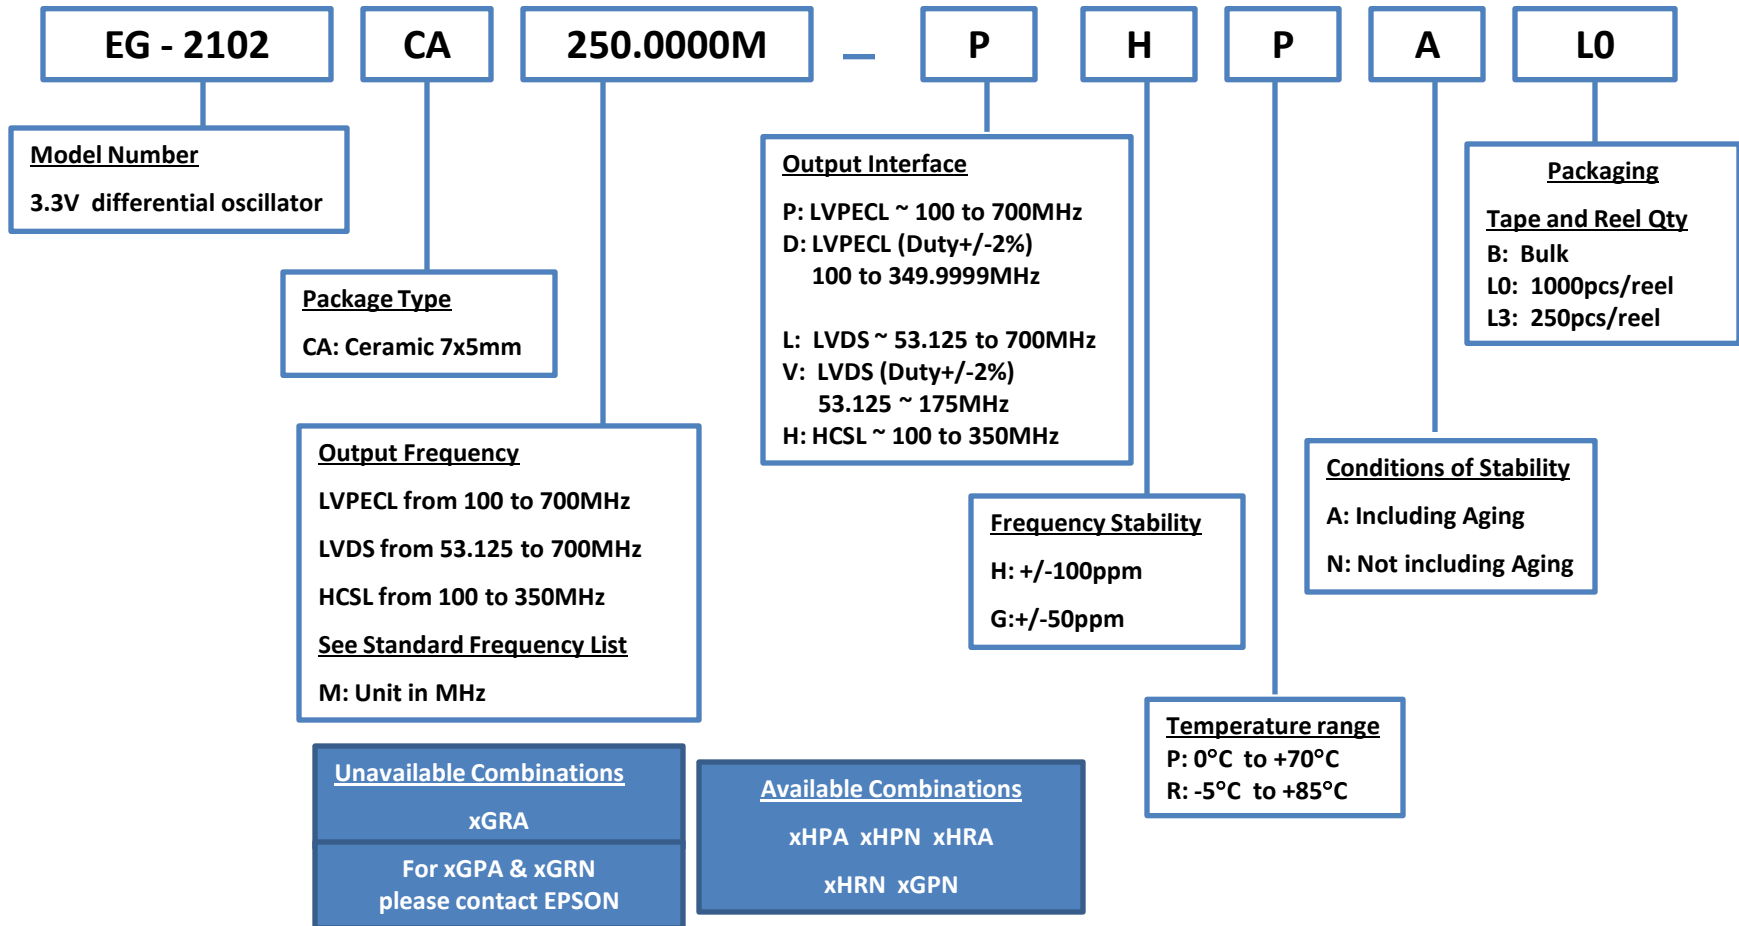 EG - 2102 CA 250.0000M _ P H P A L0
Model Number
3.3V differential oscillator
Package Type
CA: Ceramic 7x5mm
Output Frequency
LVPECL from 100 to 700MHz
LVDS from 53.125 to 700MHz
HCSL from 100 to 350MHz
See Standard Frequency List
M: Unit in MHz
Output Interface
P: LVPECL ~ 100 to 700MHz
D: LVPECL (Duty+/-2%)
100 to 349.9999MHz
L: LVDS ~ 53.125 to 700MHz
V: LVDS (Duty+/-2%)
53.125 ~ 175MHz
H: HCSL ~ 100 to 350MHz
Frequency Stability
H: +/-100ppm
G:+/-50ppm
Temperature range
P: 0°C to +70°C
R: -5°C to +85°C
Conditions of Stability
A: Including Aging
N: Not including Aging
Packaging
Tape and Reel Qty
B: Bulk
L0: 1000pcs/reel
L3: 250pcs/reel
Unavailable Combinations
xGRA
For xGPA & xGRN
please contact EPSON
Available Combinations
xHPA xHPN xHRA
xHRN xGPN